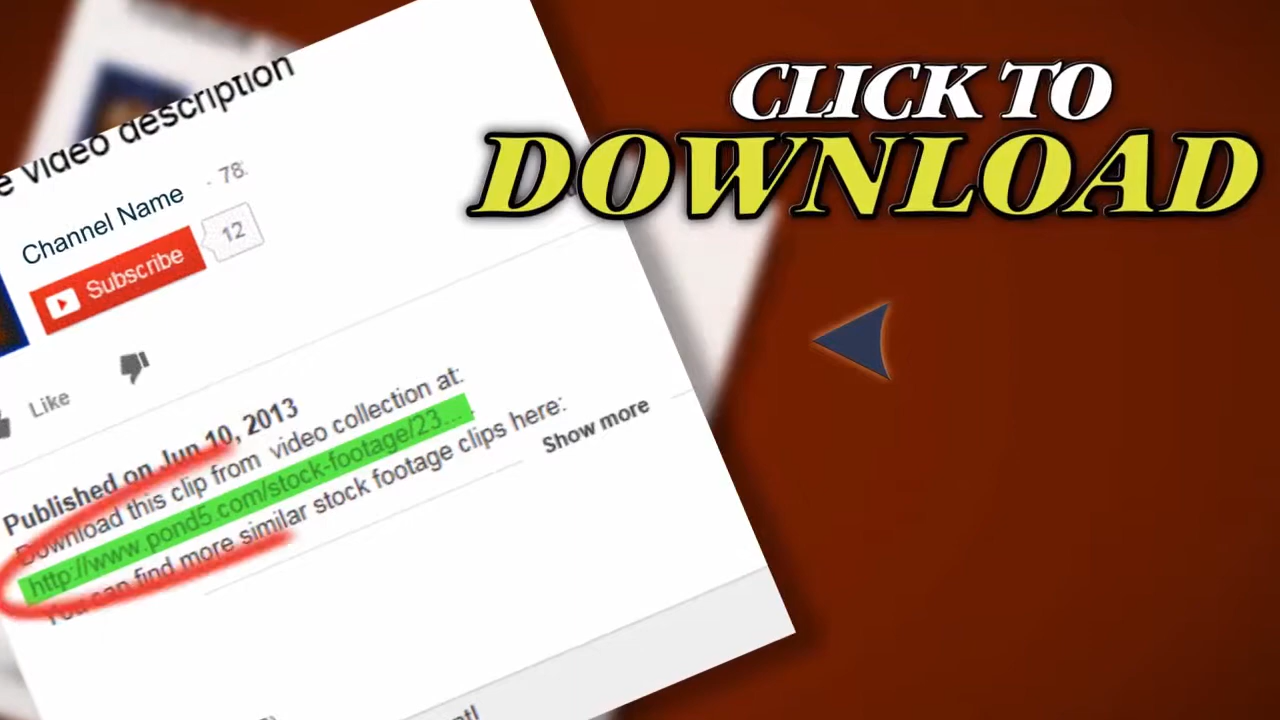 CLICK TO
DOWNLOAD
video description
Channel Name
78
Subscribe
12
Like
Published on Jun 10, 2013
Download this clip from video collection at:
http://www.pond5.com/stock-footage/23...
You can find more similar stock footage clips here:
Show more